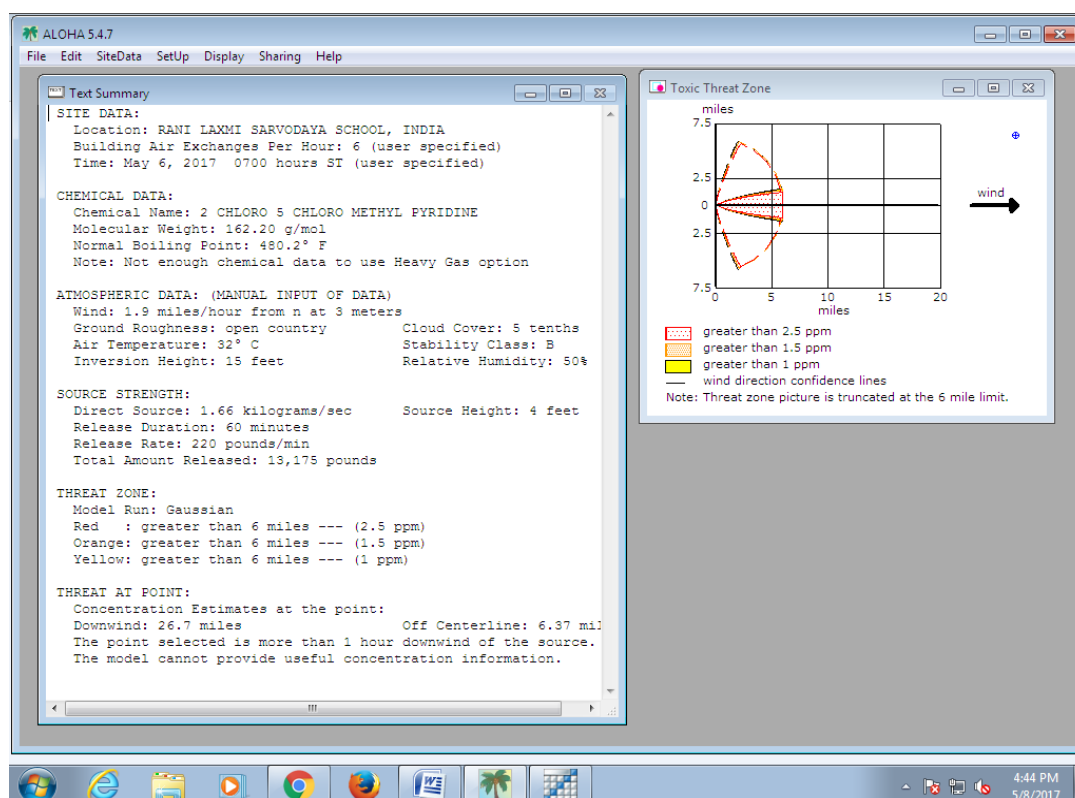 ALOHA 5.4.7
File Edit SiteData SetUp Display Sharing Help
Text Summary
SITE DATA:
Location: RANI LAXMI SARVODAYA SCHOOL, INDIA
Building Air Exchanges Per Hour: 6 (user specified)
Time: May 6, 2017 0700 hours ST (user specified)
CHEMICAL DATA:
Chemical Name: 2 CHLORO 5 CHLORO METHYL PYRIDINE
Molecular Weight: 162.20 g/mol
Normal Boiling Point: 480.2° F
Note: Not enough chemical data to use Heavy Gas option
ATMOSPHERIC DATA: (MANUAL INPUT OF DATA)
Wind: 1.9 miles/hour from n at 3 meters
Ground Roughness: open country Cloud Cover: 5 tenths
Air Temperature: 32° C Stability Class: B
Inversion Height: 15 feet Relative Humidity: 50%
SOURCE STRENGTH:
Direct Source: 1.66 kilograms/sec Source Height: 4 feet
Release Duration: 60 minutes
Release Rate: 220 pounds/min
Total Amount Released: 13,175 pounds
THREAT ZONE:
Model Run: Gaussian
Red : greater than 6 miles --- (2.5 ppm)
Orange: greater than 6 miles --- (1.5 ppm)
Yellow: greater than 6 miles --- (1 ppm)
THREAT AT POINT:
Concentration Estimates at the point:
Downwind: 26.7 miles Off Centerline: 6.37 mil
The point selected is more than 1 hour downwind of the source.
The model cannot provide useful concentration information.
Toxic Threat Zone
miles
7.5
2.5
0
2.5
7.5
0 5 10 15 20
miles
wind
greater than 2.5 ppm
greater than 1.5 ppm
greater than 1 ppm
wind direction confidence lines
Note: Threat zone picture is truncated at the 6 mile limit.
4:44 PM
5/8/2017